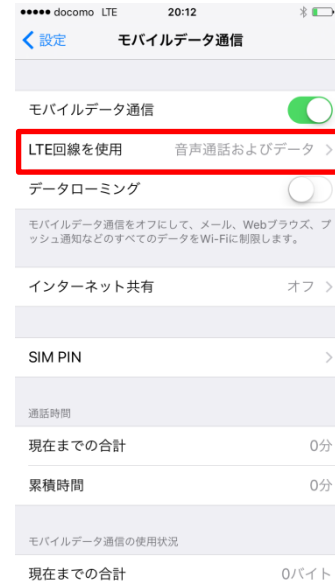 docomo LTE 20:12
設定 モバイルデータ通信
モバイルデータ通信
LTE回線を使用 音声通話およびデータ
データローミング
モバイルデータ通信をオフにして、メール、Webブラウズ、プ
ッシュ通知などのすべてのデータをWi-Fiに制限します。
インターネット共有 オフ
SIM PIN
通話時間
現在までの合計 0分
累積時間 0分
モバイルデータ通信の使用状況
現在までの合計 0バイト